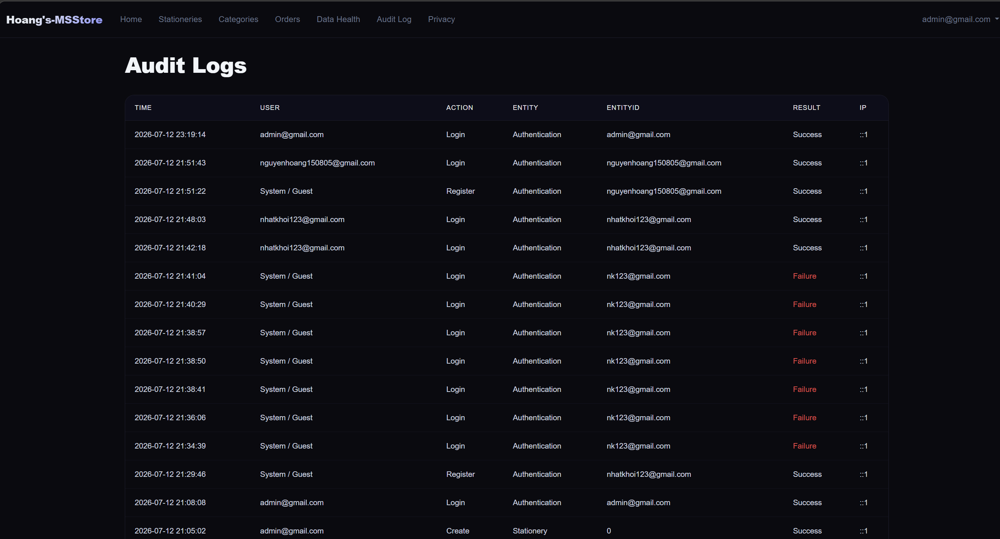 Hoang's-MSStore Home Stationeries Categories Orders Data Health Audit Log Privacy admin@gmail.com
Audit Logs
TIME USER ACTION ENTITY ENTITYID RESULT IP
2026-07-12 23:19:14 admin@gmail.com Login Authentication admin@gmail.com Success ::1
2026-07-12 21:51:43 nguyenhoang150805@gmail.com Login Authentication nguyenhoang150805@gmail.com Success ::1
2026-07-12 21:51:22 System / Guest Register Authentication nguyenhoang150805@gmail.com Success ::1
2026-07-12 21:48:03 nhatkhoi123@gmail.com Login Authentication nhatkhoi123@gmail.com Success ::1
2026-07-12 21:42:18 nhatkhoi123@gmail.com Login Authentication nhatkhoi123@gmail.com Success ::1
2026-07-12 21:41:04 System / Guest Login Authentication nk123@gmail.com Failure ::1
2026-07-12 21:40:29 System / Guest Login Authentication nk123@gmail.com Failure ::1
2026-07-12 21:38:57 System / Guest Login Authentication nk123@gmail.com Failure ::1
2026-07-12 21:38:50 System / Guest Login Authentication nk123@gmail.com Failure ::1
2026-07-12 21:38:41 System / Guest Login Authentication nk123@gmail.com Failure ::1
2026-07-12 21:36:06 System / Guest Login Authentication nk123@gmail.com Failure ::1
2026-07-12 21:34:39 System / Guest Login Authentication nk123@gmail.com Failure ::1
2026-07-12 21:29:46 System / Guest Register Authentication nhatkhoi123@gmail.com Success ::1
2026-07-12 21:08:08 admin@gmail.com Login Authentication admin@gmail.com Success ::1
2026-07-12 21:05:02 admin@gmail.com Create Stationery 0 Success ::1